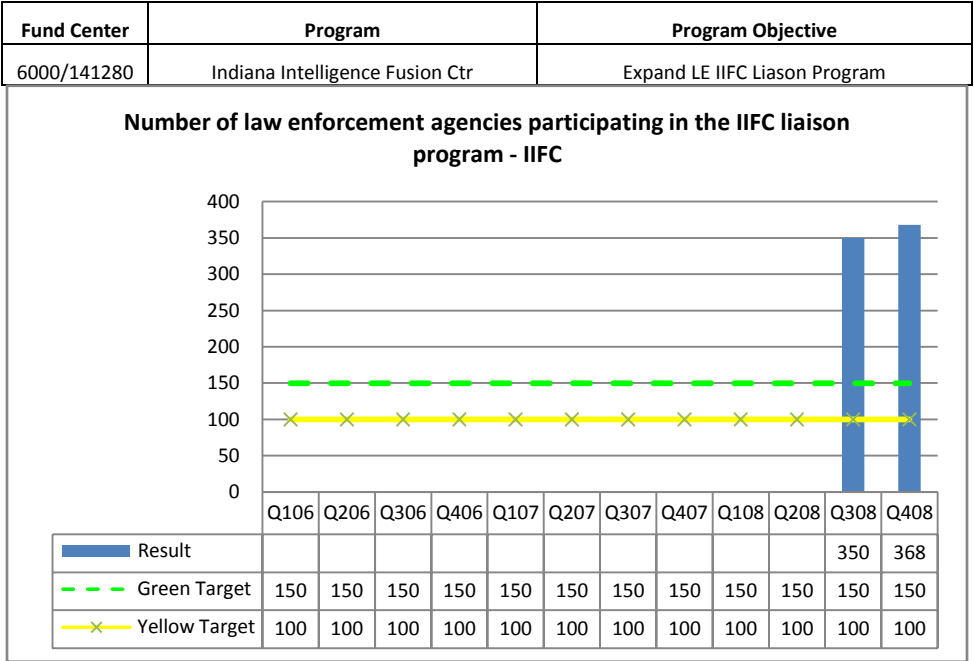 Fund Center Program Program Objective
6000/141280 Indiana Intelligence Fusion Ctr Expand LE IIFC Liason Program
Number of law enforcement agencies participating in the IIFC liaison
program - IIFC
400
350
300
250
200
150
100
50
0
Q106 Q206 Q306 Q406 Q107 Q207 Q307 Q407 Q108 Q208 Q308 Q408
Result 350 368
Green Target 150 150 150 150 150 150 150 150 150 150 150 150
Yellow Target 100 100 100 100 100 100 100 100 100 100 100 100